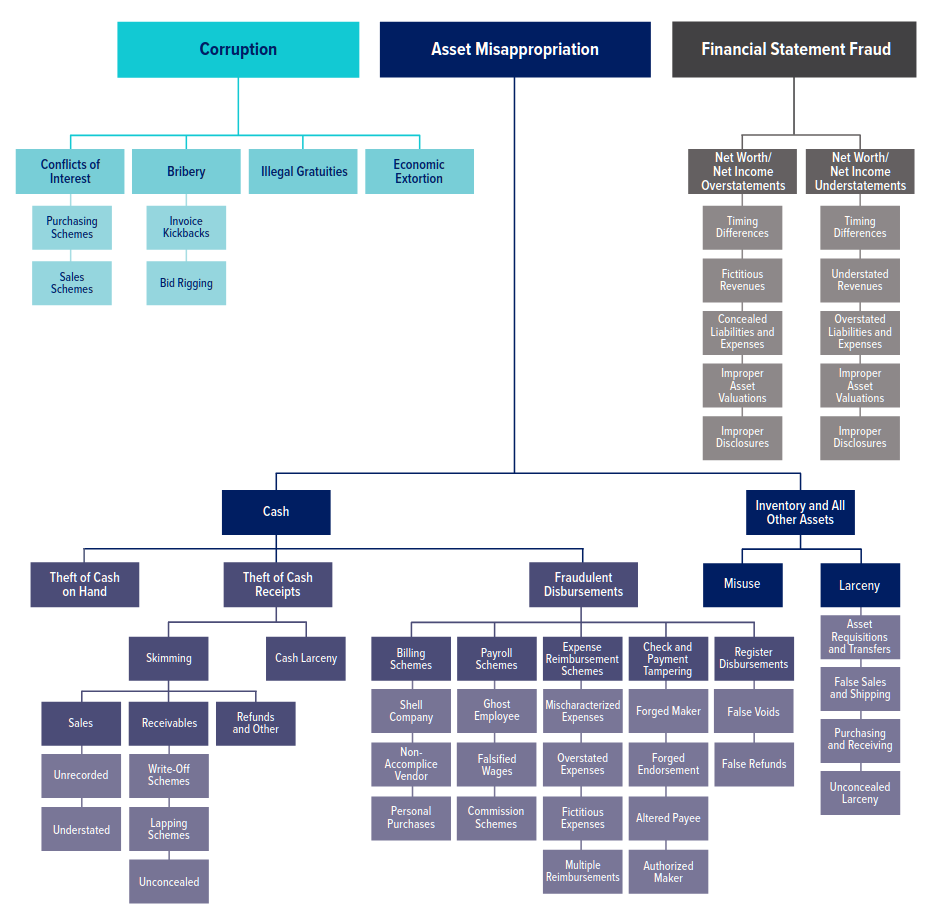 Corruption
Asset Misappropriation
Financial Statement Fraud
Conflicts of
Interest
Bribery
Illegal Gratuities
Economic
Extortion
Purchasing
Schemes
Sales
Schemes
Invoice
Kickbacks
Bid Rigging
Net Worth/
Net Income
Overstatements
Net Worth/
Net Income
Understatements
Timing
Differences
Fictitious
Revenues
Concealed
Liabilities and
Expenses
Improper
Asset
Valuations
Improper
Disclosures
Timing
Differences
Understated
Revenues
Overstated
Liabilities and
Expenses
Improper
Asset
Valuations
Improper
Disclosures
Cash
Inventory and All
Other Assets
Theft of Cash
on Hand
Theft of Cash
Receipts
Fraudulent
Disbursements
Misuse
Larceny
Asset
Requisitions
and Transfers
False Sales
and Shipping
Purchasing
and Receiving
Unconcealed
Larceny
Skimming
Cash Larceny
Sales
Receivables
Refunds
and Other
Unrecorded
Understated
Write-Off
Schemes
Lapping
Schemes
Unconcealed
Billing
Schemes
Shell
Company
Non-
Accomplice
Vendor
Personal
Purchases
Payroll
Schemes
Ghost
Employee
Falsified
Wages
Commission
Schemes
Expense
Reimbursement
Schemes
Mischaracterized
Expenses
Overstated
Expenses
Fictitious
Expenses
Multiple
Reimbursements
Check and
Payment
Tampering
Forged Maker
Forged
Endorsement
Altered Payee
Authorized
Maker
Register
Disbursements
False Voids
False Refunds